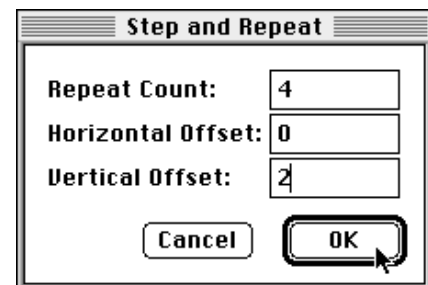 Step and Repeat
Repeat Count: 4
Horizontal Offset: 0
Vertical Offset: 2
Cancel OK